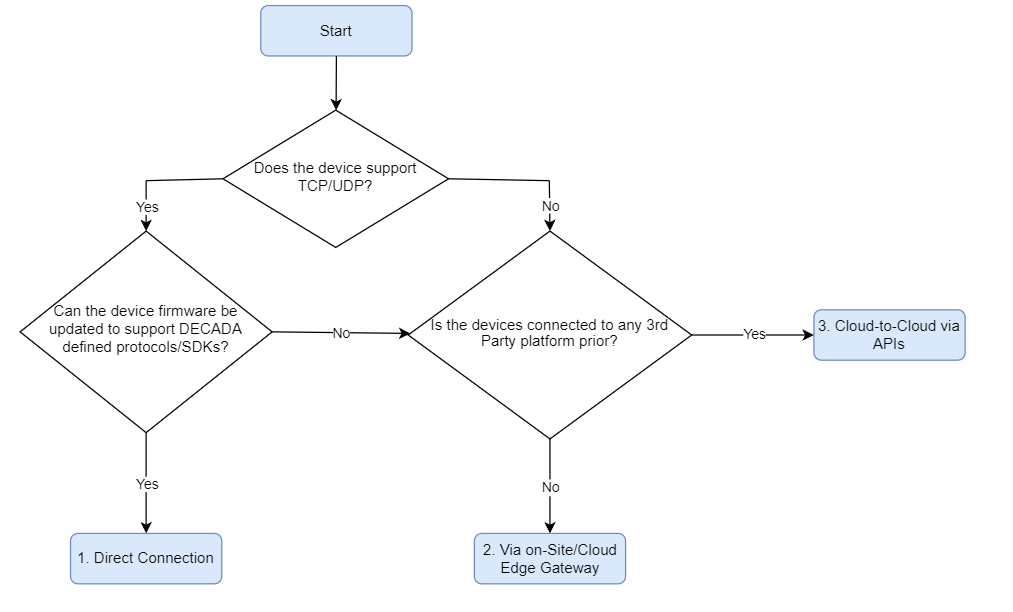 Start
Does the device support
TCP/UDP?
Yes
No
Can the device firmware be
updated to support DECADA
defined protocols/SDKs?
No
Is the devices connected to any 3rd
Party platform prior?
Yes
3. Cloud-to-Cloud via
APIs
Yes
No
1. Direct Connection
2. Via on-Site/Cloud
Edge Gateway